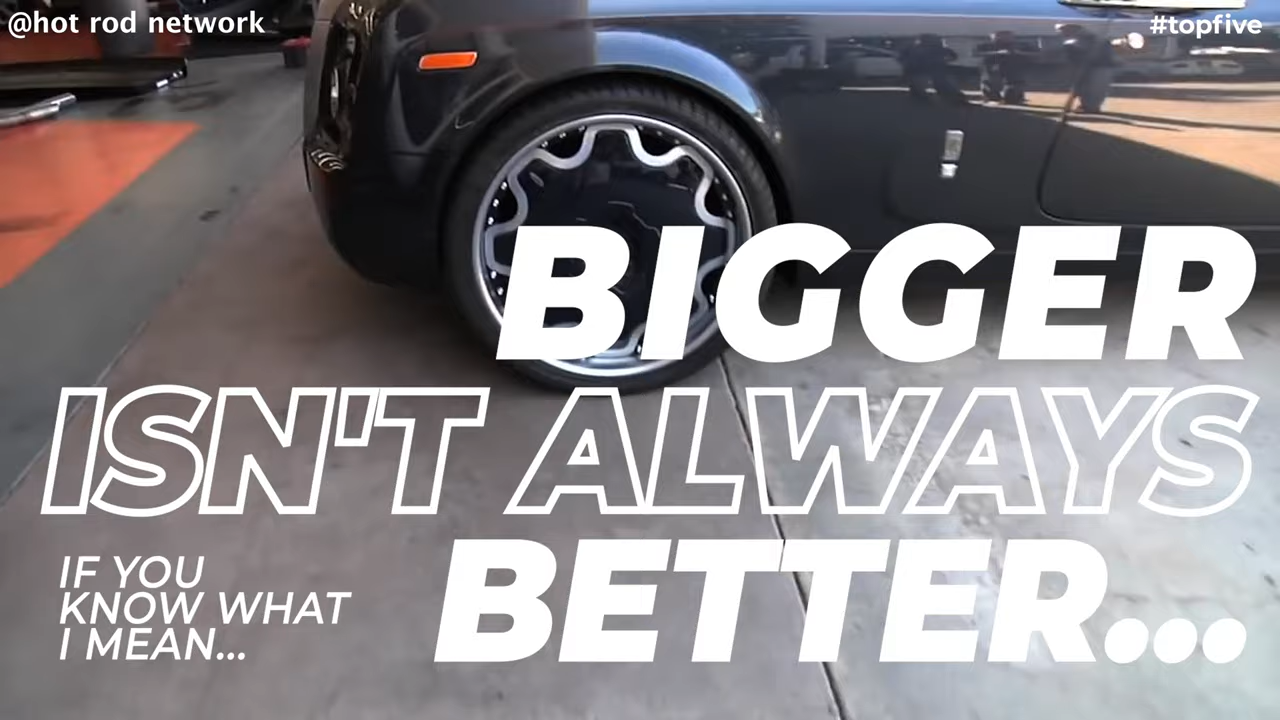 @hot rod network
#topfive
BIGGER
ISN'T ALWAYS
BETTER...
IF YOU
KNOW WHAT
I MEAN...